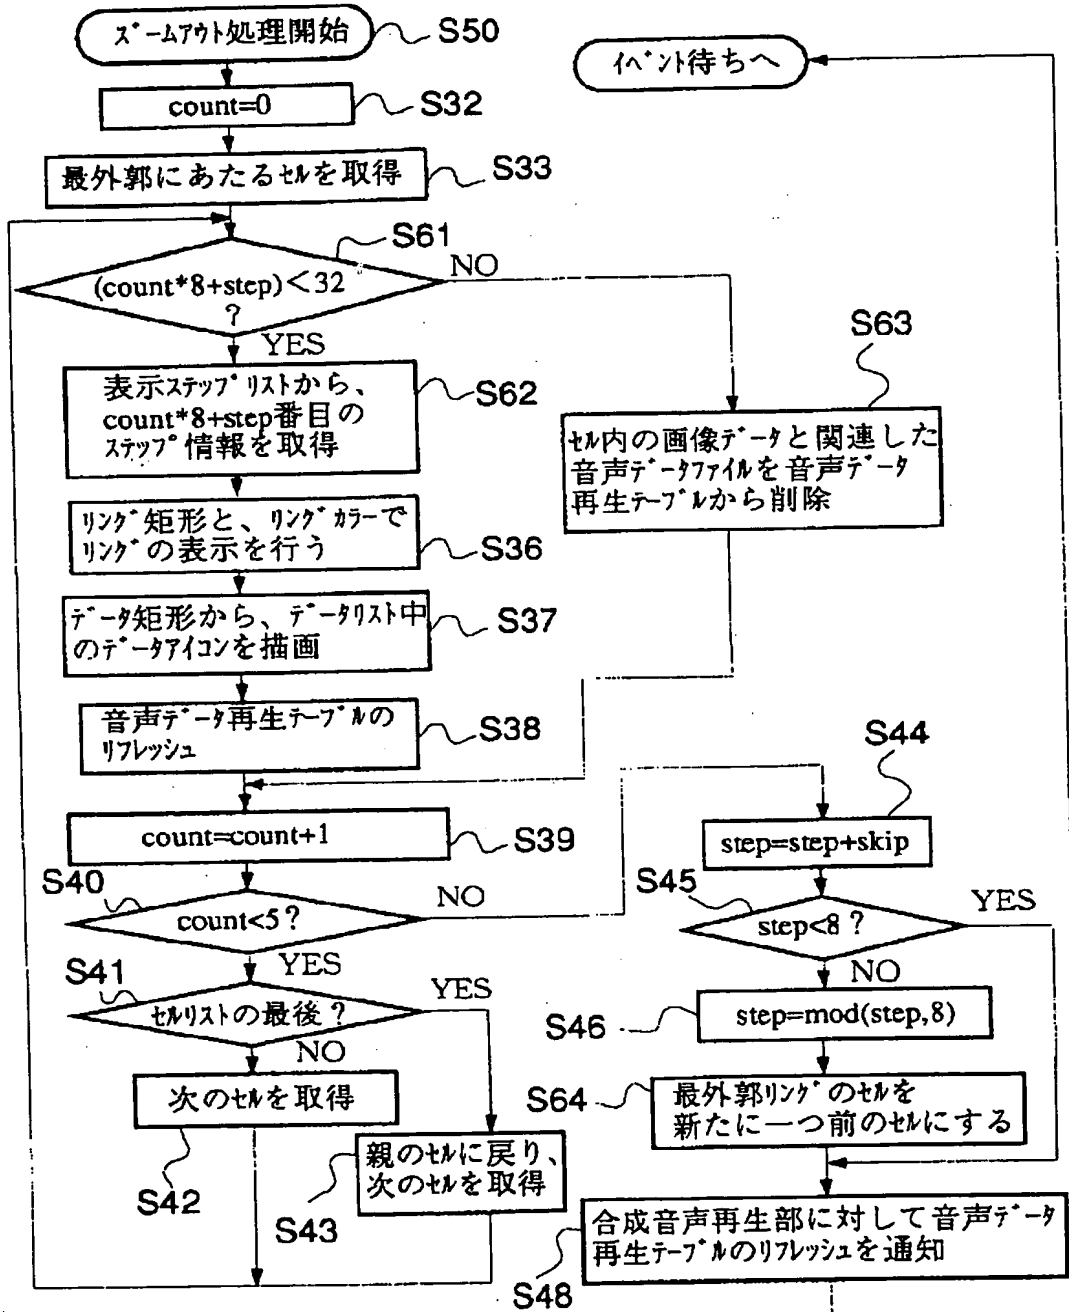 ズームアウト処理開始
S50
イベント待ちへ
count=0
S32
最外郭にあたるセルを取得
S33
S61
(count*8+step)<32
?
NO
YES
S63
表示ステップリストから、
count*8+step番目の
ステップ情報を取得
S62
セル内の画像データと関連した
音声データファイルを音声データ
再生テーブルから削除
リング矩形と、リングカラーで
リングの表示を行う
S36
データ矩形から、データリスト中
のデータアイコンを描画
S37
音声データ再生テーブルの
リフレッシュ
S38
S44
count=count+1
S39
step=step+skip
S40
count<5?
NO
S45
step<8?
YES
YES
NO
S41
セルリストの最後?
YES
NO
step=mod(step,8)
S46
次のセルを取得
S42
最外郭リングのセルを
新たに一つ前のセルにする
S64
親のセルに戻り、
次のセルを取得
S43
合成音声再生部に対して音声データ
再生テーブルのリフレッシュを通知
S48